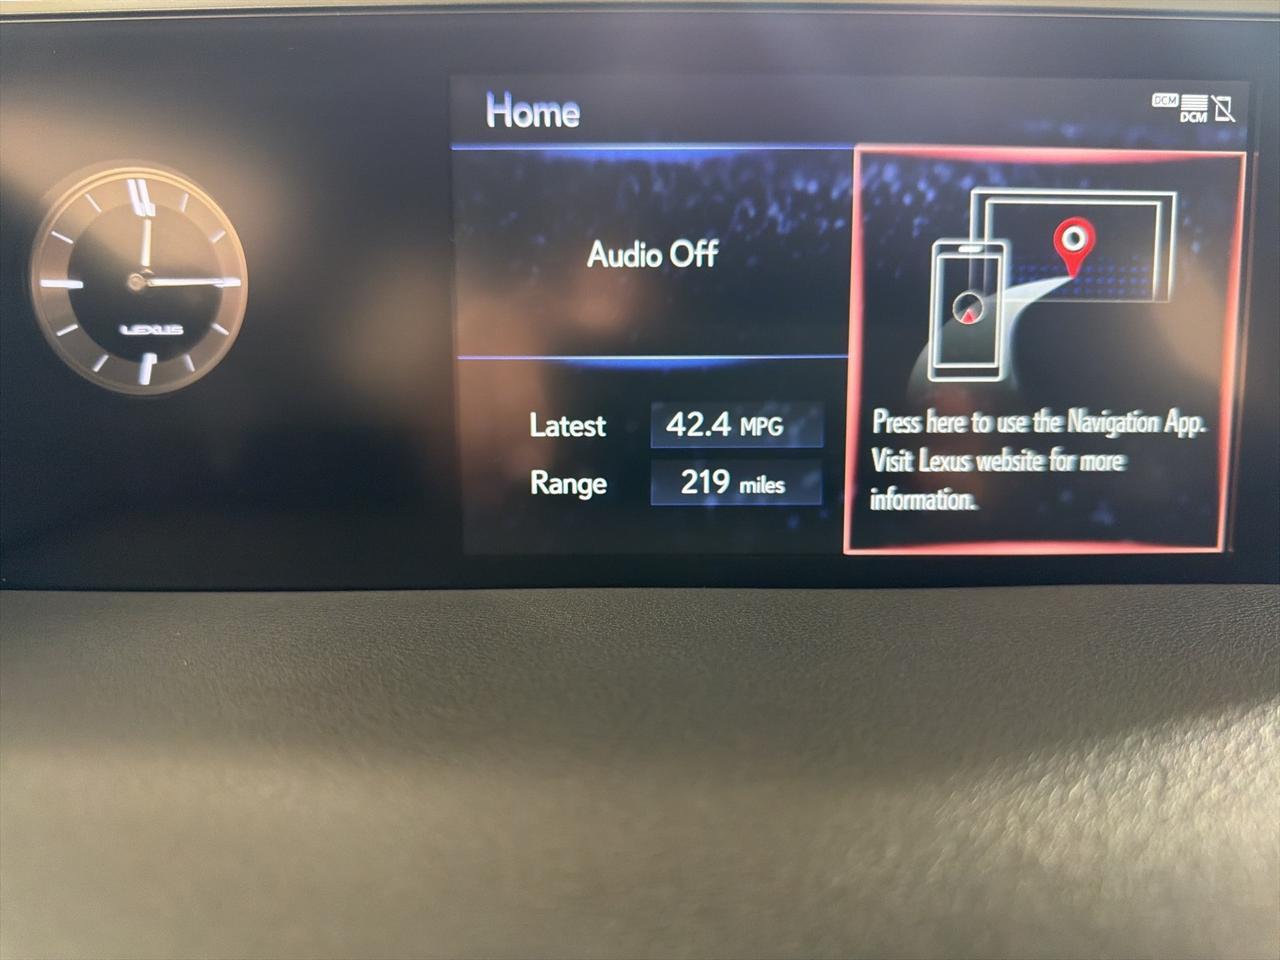 Home
DCM
DCM
LEXUS
Audio Off
Latest 42.4 MPG
Range 219 miles
Press here to use the Navigation App.
Visit Lexus website for more
information.